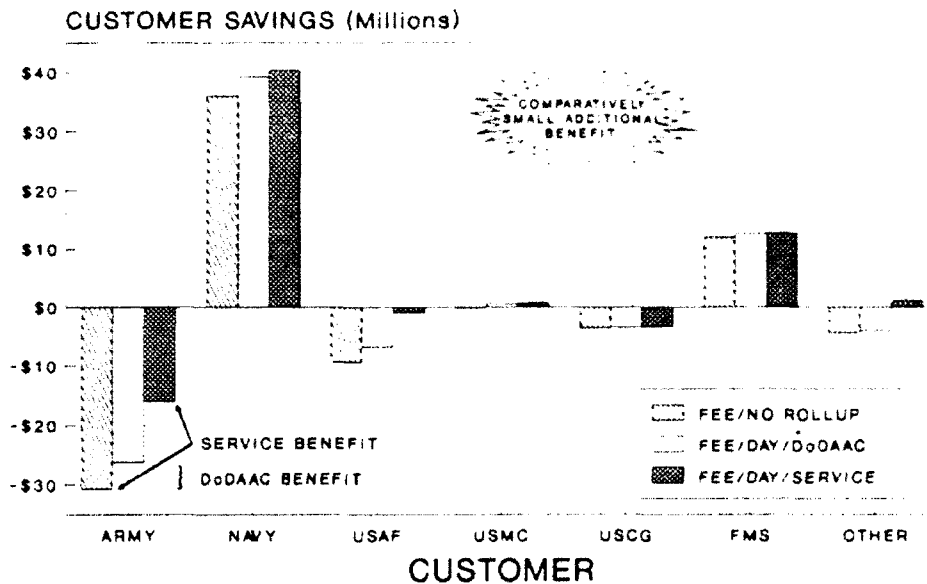 CUSTOMER SAVINGS (Millions)
$40
$30
$20
$10
$0
-$10
-$20
-$30
COMPARATIVELY
SMALL ADDITIONAL
BENEFIT
SERVICE BENEFIT
} DoDAAC BENEFIT
FEE/NO ROLLUP
FEE/DAY/DoDAAC
FEE/DAY/SERVICE
ARMY NAVY USAF USMC USCG FMS OTHER
CUSTOMER